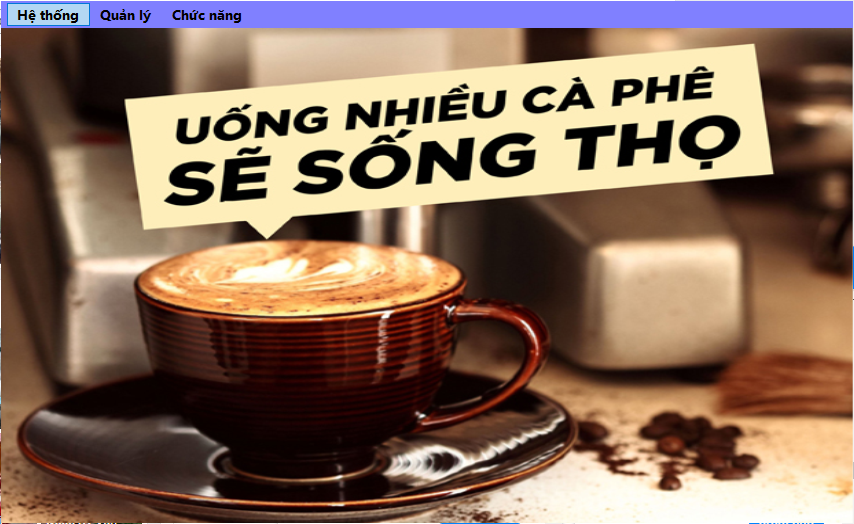 Hệ thống Quản lý Chức năng
UỐNG NHIỀU CÀ PHÊ
SẼ SỐNG THỌ